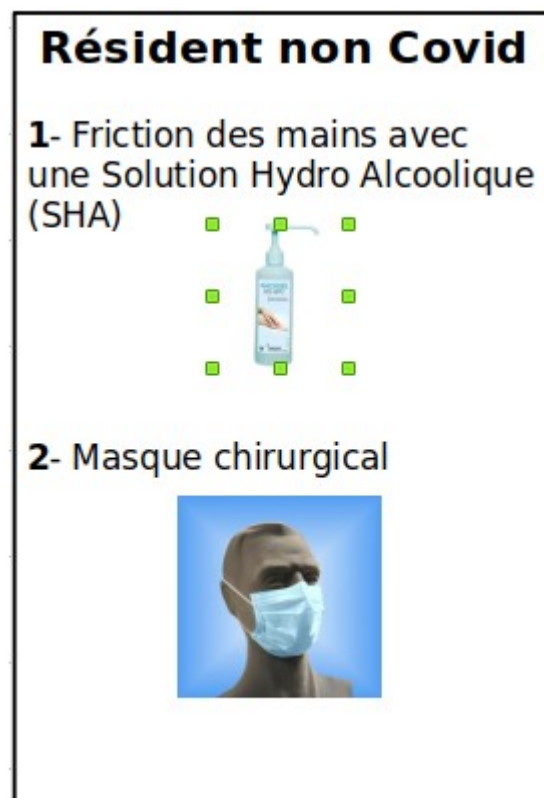 Résident non Covid
1- Friction des mains avec
une Solution Hydro Alcoolique
(SHA)
2- Masque chirurgical